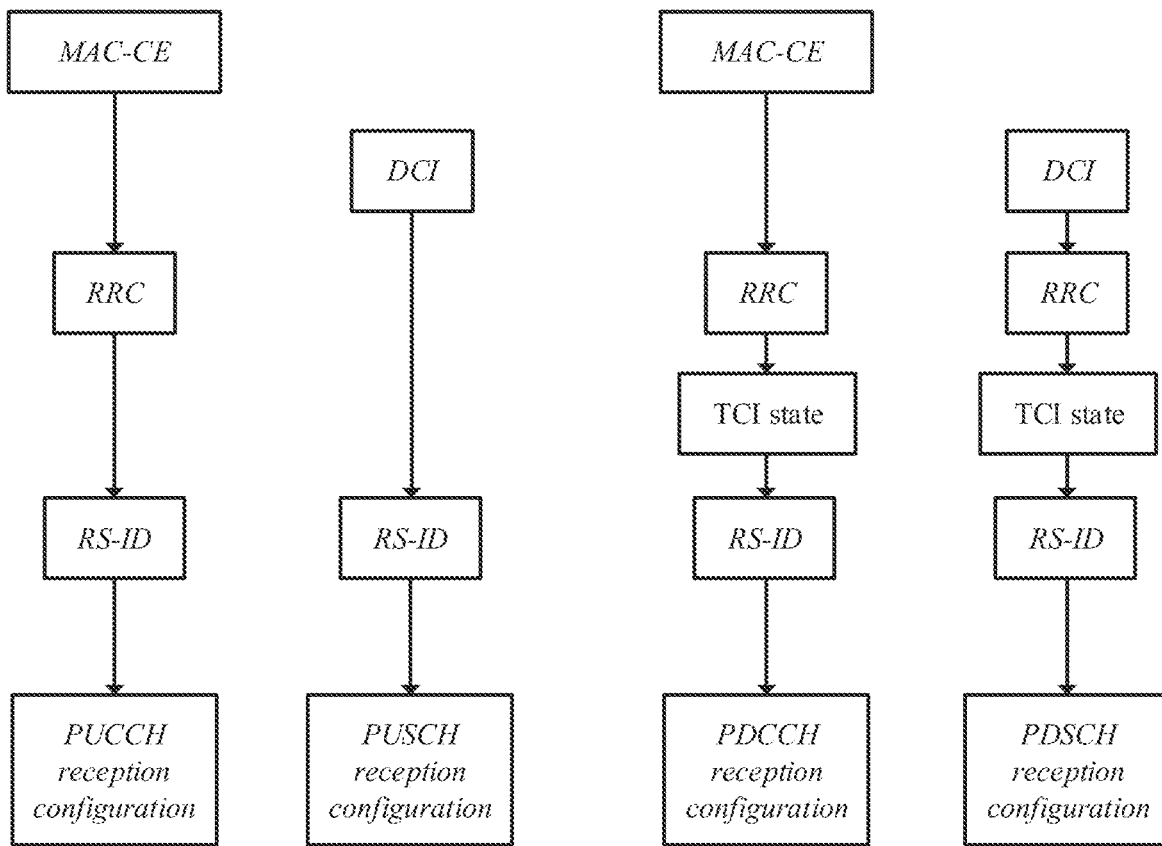 MAC-CE
RRC
RS-ID
PUCCH
reception
configuration
DCI
RS-ID
PUSCH
reception
configuration
MAC-CE
RRC
TCI state
RS-ID
PDCCH
reception
configuration
DCI
RRC
TCI state
RS-ID
PDSCH
reception
configuration